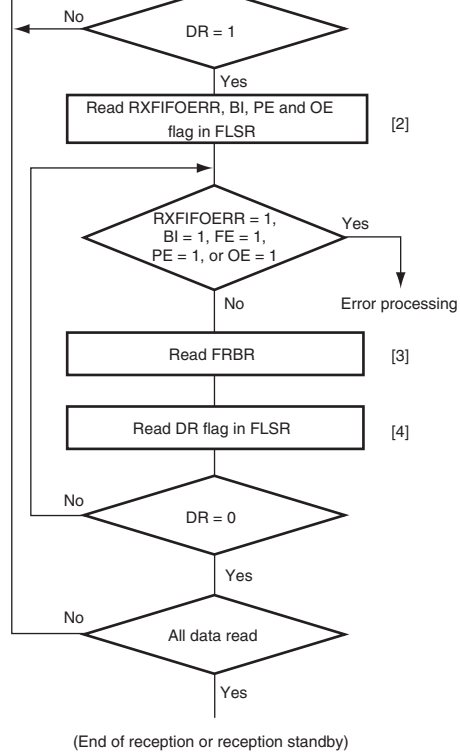 No
DR = 1
Yes
Read RXFIFOERR, BI, PE and OE
flag in FLSR
[2]
RXFIFOERR = 1,
BI = 1, FE = 1,
PE = 1, or OE = 1
Yes
No
Error processing
Read FRBR
[3]
Read DR flag in FLSR
[4]
No
DR = 0
Yes
No
All data read
Yes
(End of reception or reception standby)